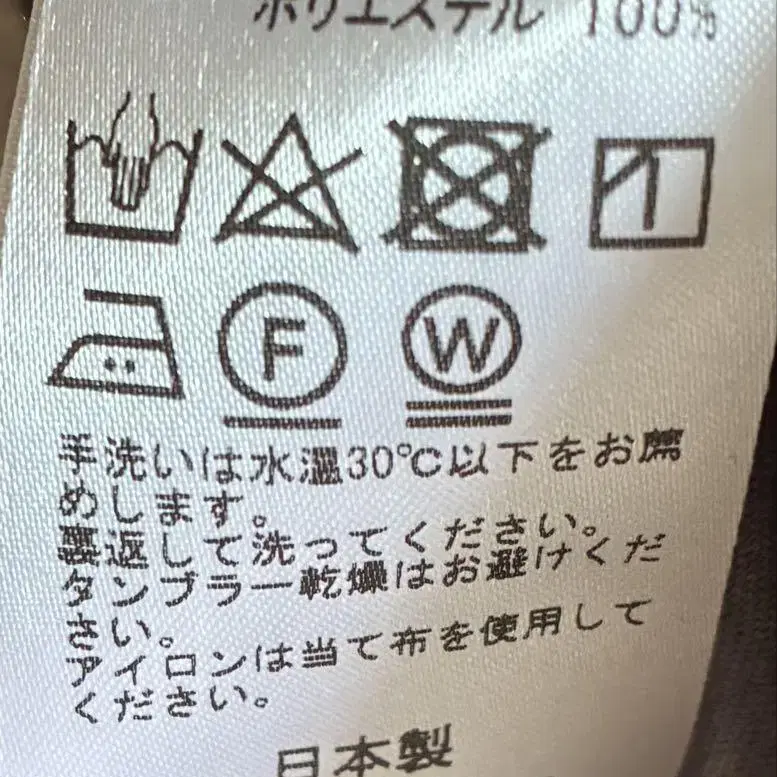 ポリエステル 100%
F
W
手洗いは水温30℃以下をお薦
めします。
裏返して洗ってください。
タンブラー乾燥はお避けくだ
さい。
アイロンは当て布を使用して
ください。
日本製